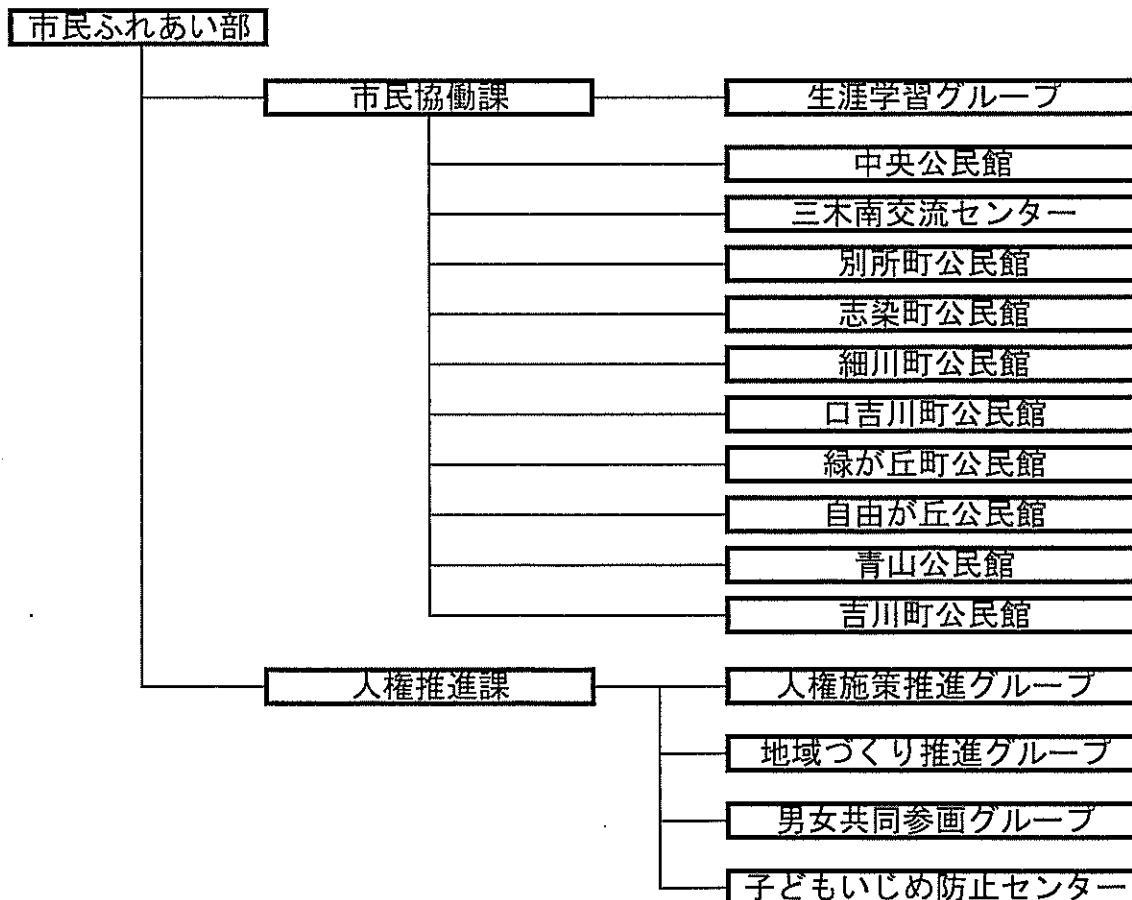 市民ふれあい部
市民協働課
生涯学習グループ
中央公民館
三木南交流センター
別所町公民館
志染町公民館
細川町公民館
口吉川町公民館
緑が丘町公民館
自由が丘公民館
青山公民館
吉川町公民館
人権推進課
人権施策推進グループ
地域づくり推進グループ
男女共同参画グループ
子どもいじめ防止センター